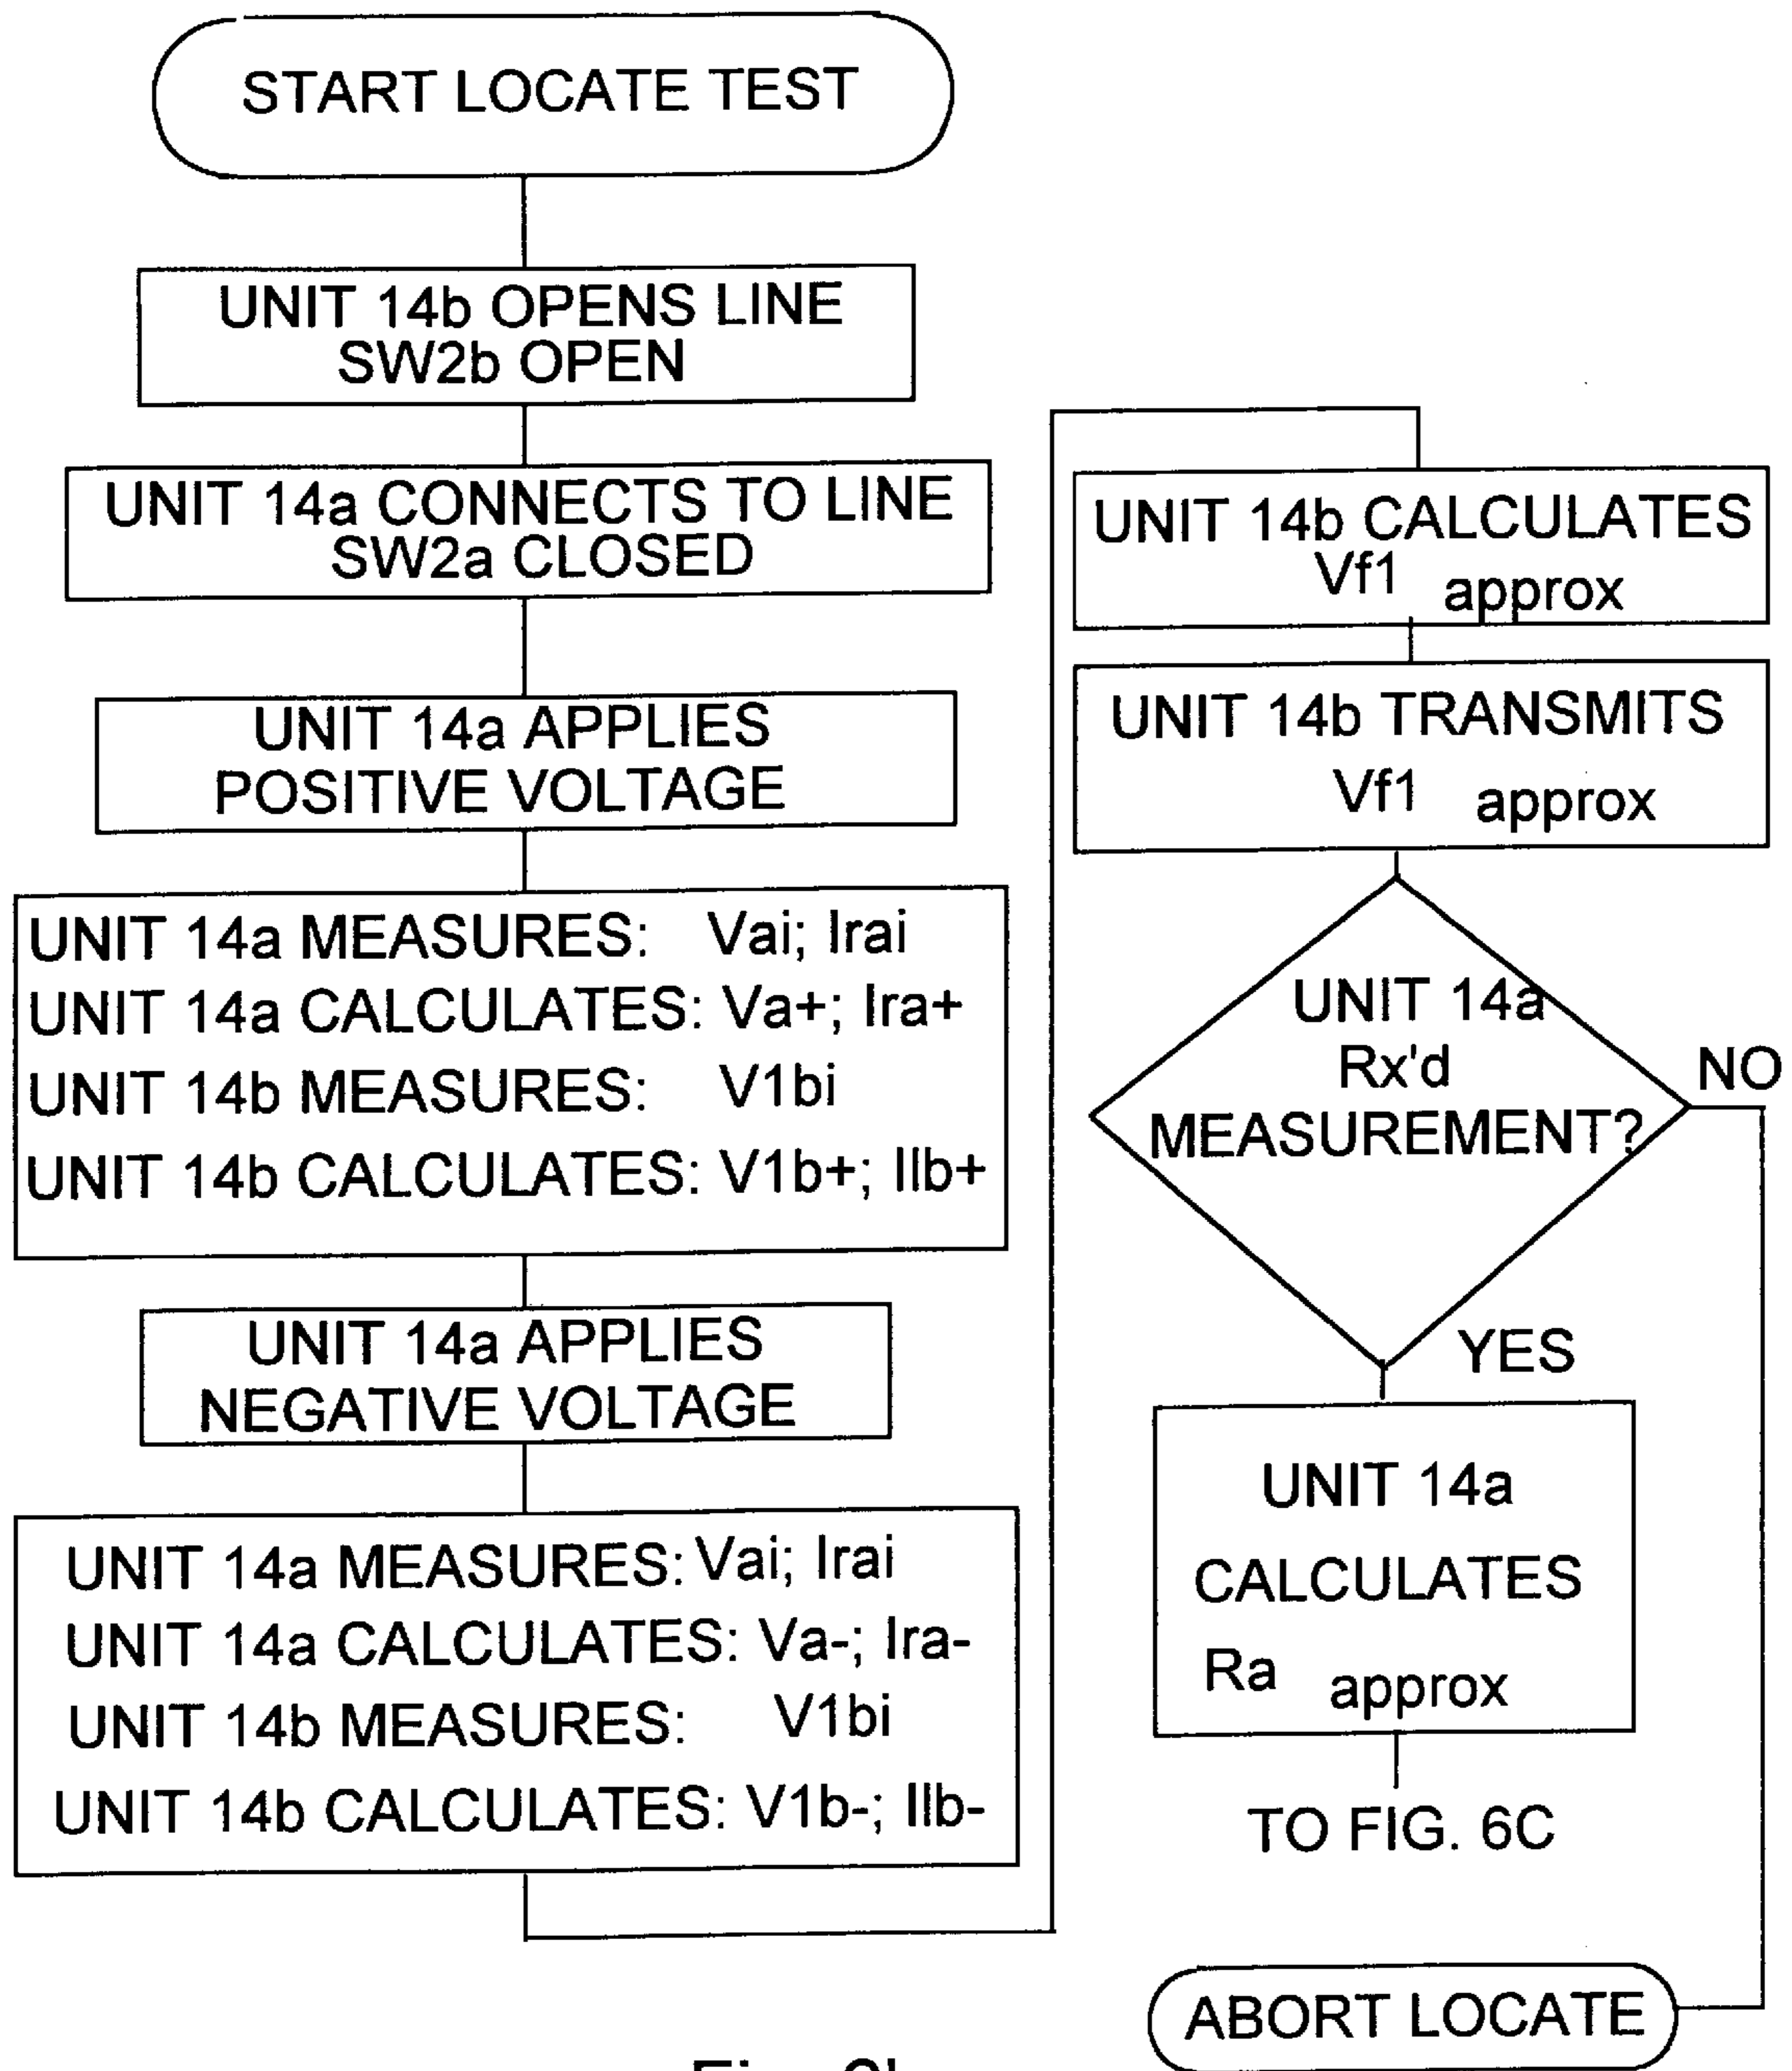 START LOCATE TEST
UNIT 14b OPENS LINE
SW2b OPEN
UNIT 14a CONNECTS TO LINE
SW2a CLOSED
UNIT 14a APPLIES
POSITIVE VOLTAGE
UNIT 14a MEASURES: Vai; Irai
UNIT 14a CALCULATES: Va+; Ira+
UNIT 14b MEASURES: V1bi
UNIT 14b CALCULATES: V1b+; IIb+
UNIT 14a APPLIES
NEGATIVE VOLTAGE
UNIT 14a MEASURES: Vai; Irai
UNIT 14a CALCULATES: Va-; Ira-
UNIT 14b MEASURES: V1bi
UNIT 14b CALCULATES: V1b-; IIb-
UNIT 14b CALCULATES
Vf1 approx
UNIT 14b TRANSMITS
Vf1 approx
UNIT 14a
Rx'd
MEASUREMENT?
NO
YES
UNIT 14a
CALCULATES
Ra approx
TO FIG. 6C
ABORT LOCATE